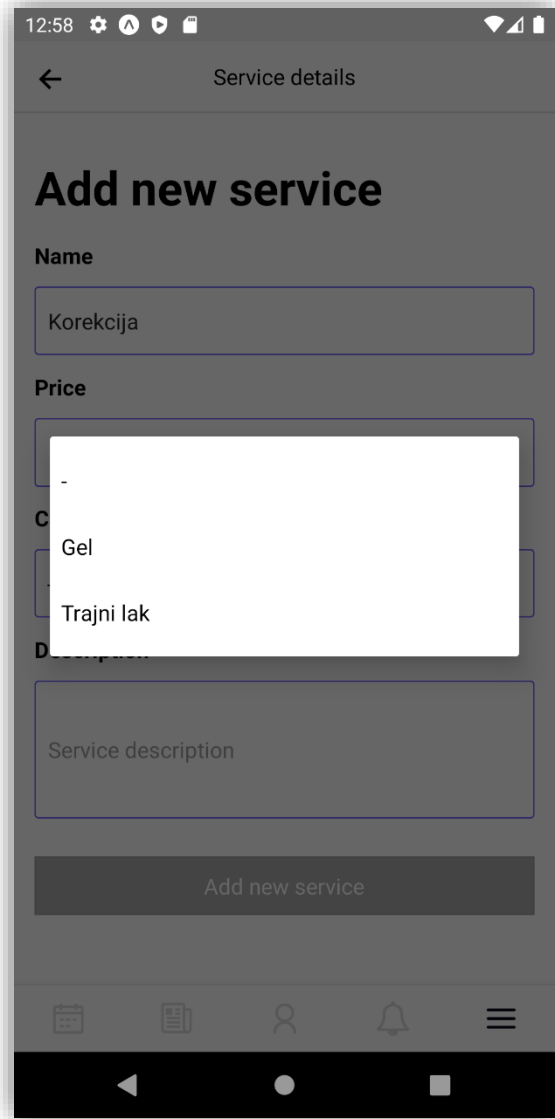 12:58
Service details
Add new service
Name
Korekcija
Price
-
Gel
Trajni lak
Service description
Add new service